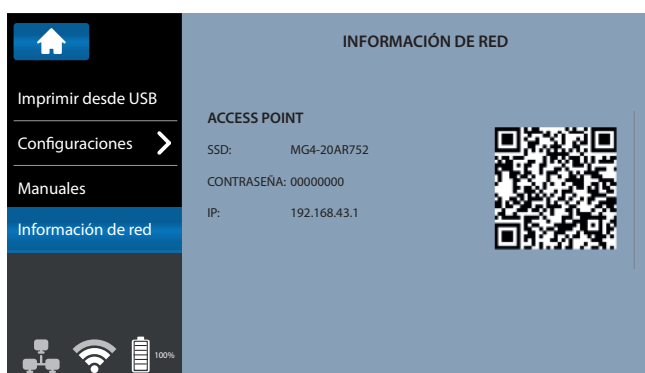 INFORMACIÓN DE RED
Imprimir desde USB
Configuraciones
Manuales
Información de red
ACCESS POINT
SSD: MG4-20AR752
CONTRASEÑA: 00000000
IP: 192.168.43.1
100%